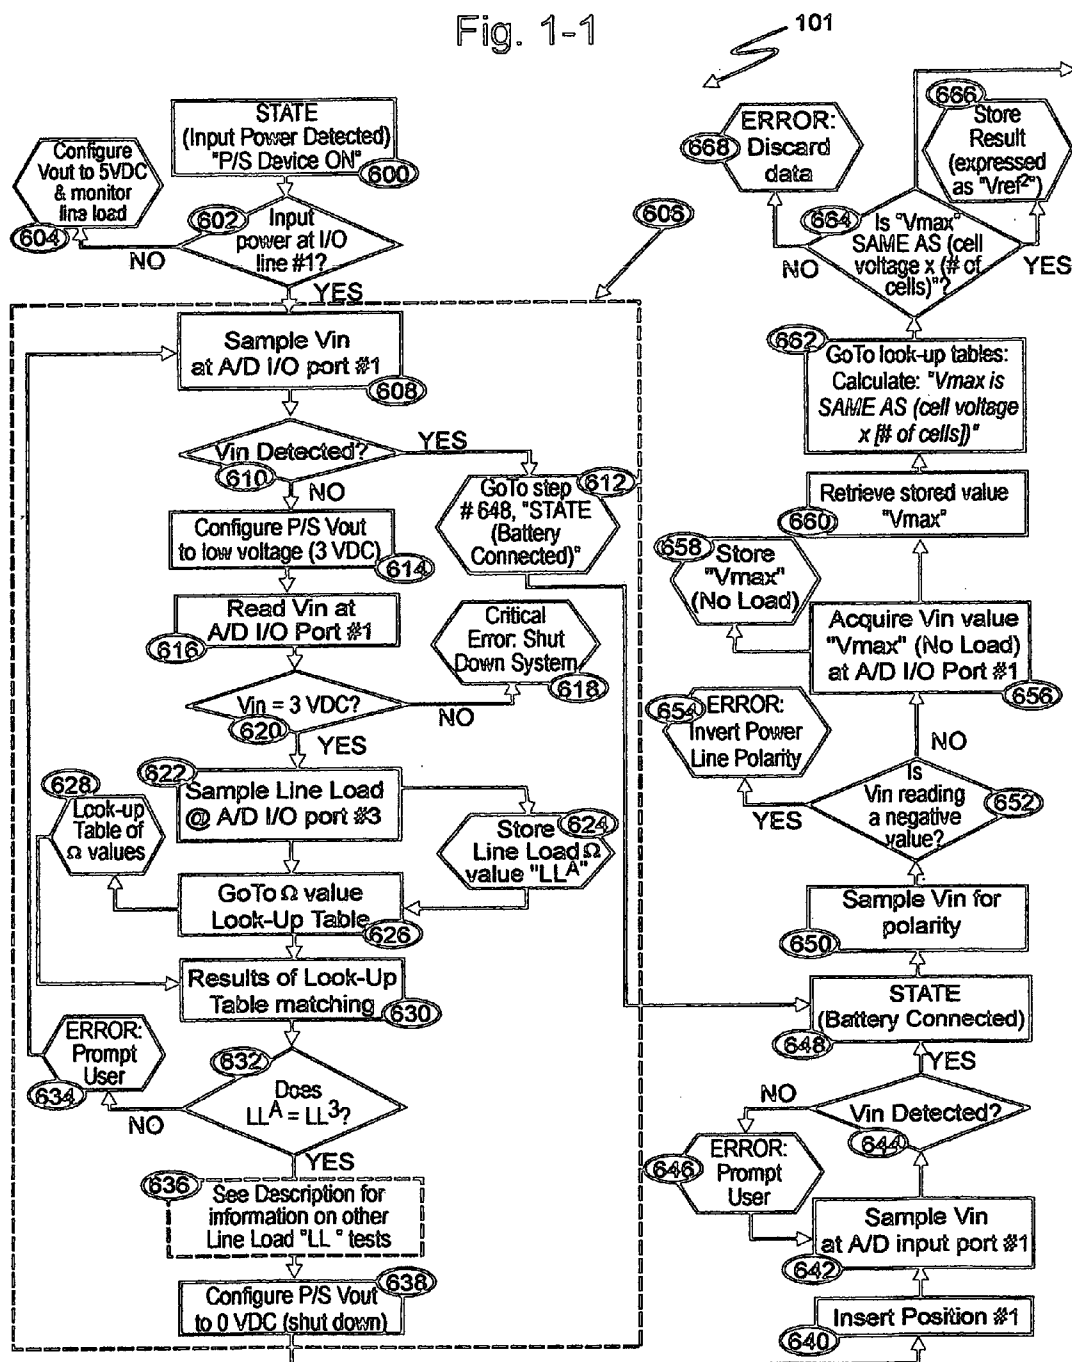 Fig. 1-1
101
STATE
(Input Power Detected)
"P/S Device ON"
600
Configure
Vout to 5VDC
& monitor
line load
604
602
Input
power at I/O
line #1?
NO
YES
606
Sample Vin
at A/D I/O port #1
608
Vin Detected?
610
YES
NO
GoTo step
# 648, "STATE
(Battery
Connected)"
612
Configure P/S Vout
to low voltage (3 VDC)
614
Read Vin at
A/D I/O Port #1
616
Critical
Error: Shut
Down System
618
Vin = 3 VDC?
620
NO
YES
622
Sample Line Load
@ A/D I/O port #3
628
Look-up
Table of
Ω values
624
Store
Line Load Ω
value "LLA"
GoTo Ω value
Look-Up Table
626
Results of Look-Up
Table matching
630
ERROR:
Prompt
User
634
632
Does
LLA = LL3?
NO
YES
636
See Description for
information on other
Line Load "LL " tests
638
Configure P/S Vout
to 0 VDC (shut down)
666
Store
Result
(expressed
as "Vref2")
ERROR:
Discard
data
668
664
Is "Vmax"
SAME AS (cell
voltage x (# of
cells)"?
NO
YES
662
GoTo look-up tables:
Calculate: "Vmax is
SAME AS (cell voltage
x [# of cells])"
Retrieve stored value
"Vmax"
660
658
Store
"Vmax"
(No Load)
Acquire Vin value
"Vmax" (No Load)
at A/D I/O Port #1
656
654
ERROR:
Invert Power
Line Polarity
NO
YES
Is
Vin reading
a negative
value?
652
Sample Vin for
polarity
650
STATE
(Battery Connected)
648
YES
NO
Vin Detected?
644
646
ERROR:
Prompt
User
Sample Vin
at A/D input port #1
642
Insert Position #1
640